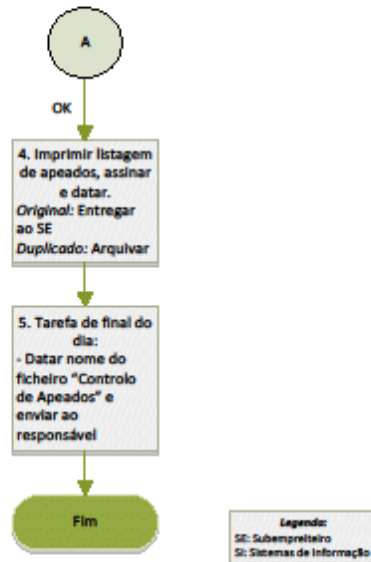 A
OK
4. Imprimir listagem
de apeados, assinar
e datar.
Original: Entregar
ao SE
Duplicado: Arquivar
5. Tarefa de final do
dia:
- Datar nome do
ficheiro "Controlo
de Apeados" e
enviar ao
responsável
Fim
Legenda:
SE: Subempreiteiro
SI: Sistemas de Informação